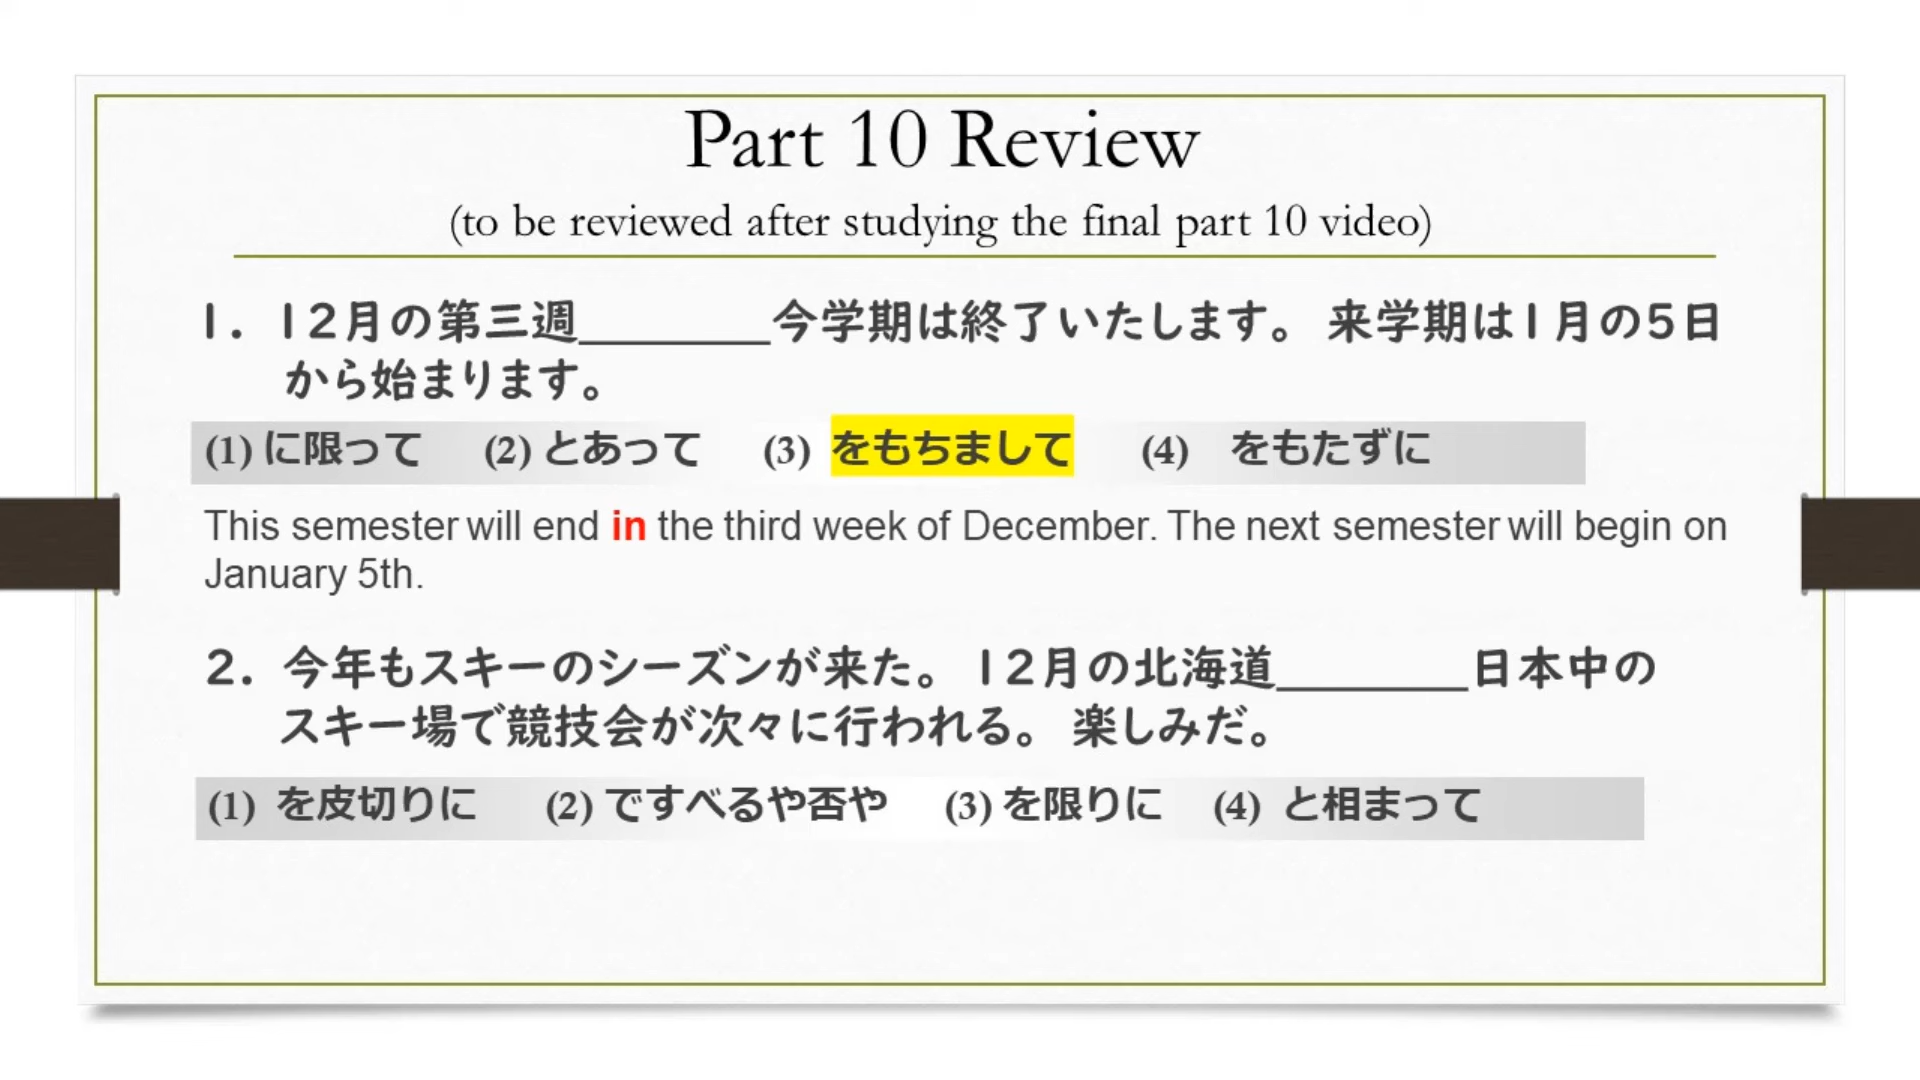 Part 10 Review
(to be reviewed after studying the final part 10 video)
1. 12月の第三週________今学期は終了いたします。 来学期は1月の5日
から始まります。
(1) に限って (2) とあって (3) をもちまして (4) をもたずに
This semester will end in the third week of December. The next semester will begin on
January 5th.
2. 今年もスキーのシーズンが来た。 12月の北海道________日本中の
スキー場で競技会が次々に行われる。 楽しみだ。
(1) を皮切りに (2) ですべるや否や (3) を限りに (4) と相まって